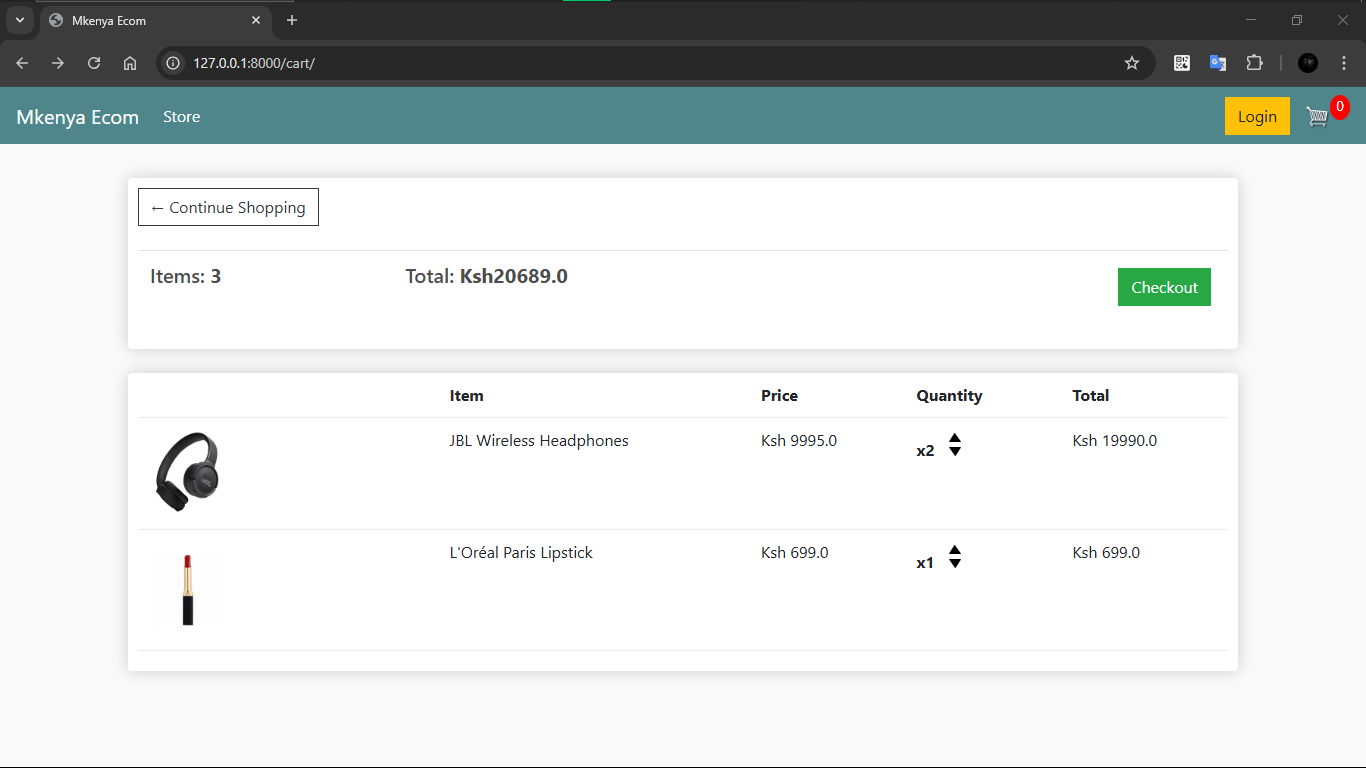 Mkenya Ecom
127.0.0.1:8000/cart/
Mkenya Ecom Store Login 0
← Continue Shopping
Items: 3 Total: Ksh20689.0 Checkout
Item Price Quantity Total
JBL Wireless Headphones Ksh 9995.0 x2 Ksh 19990.0
L'Oréal Paris Lipstick Ksh 699.0 x1 Ksh 699.0